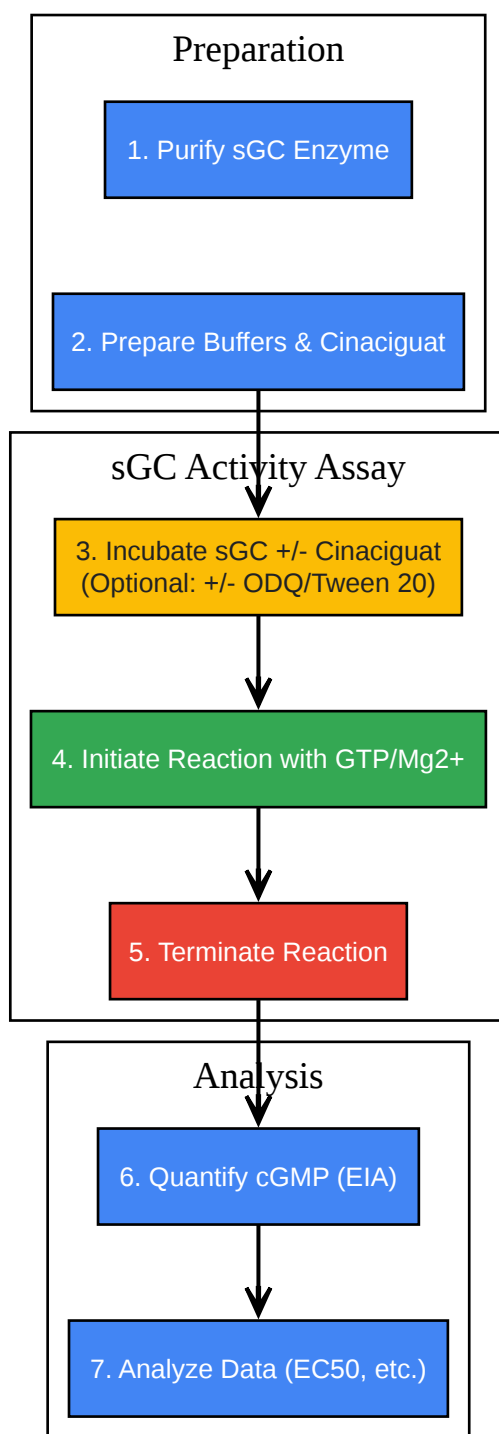 Preparation
1. Purify sGC Enzyme
2. Prepare Buffers & Cinaciguat
sGC Activity Assay
3. Incubate sGC +/- Cinaciguat
(Optional: +/- ODQ/Tween 20)
4. Initiate Reaction with GTP/Mg2+
5. Terminate Reaction
Analysis
6. Quantify cGMP (EIA)
7. Analyze Data (EC50, etc.)